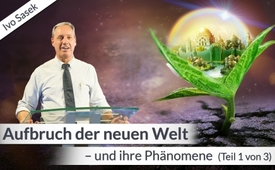 Ivo Sasek
Aufbruch der neuen Welt
– und ihre Phänomene (Teil 1 von 3)